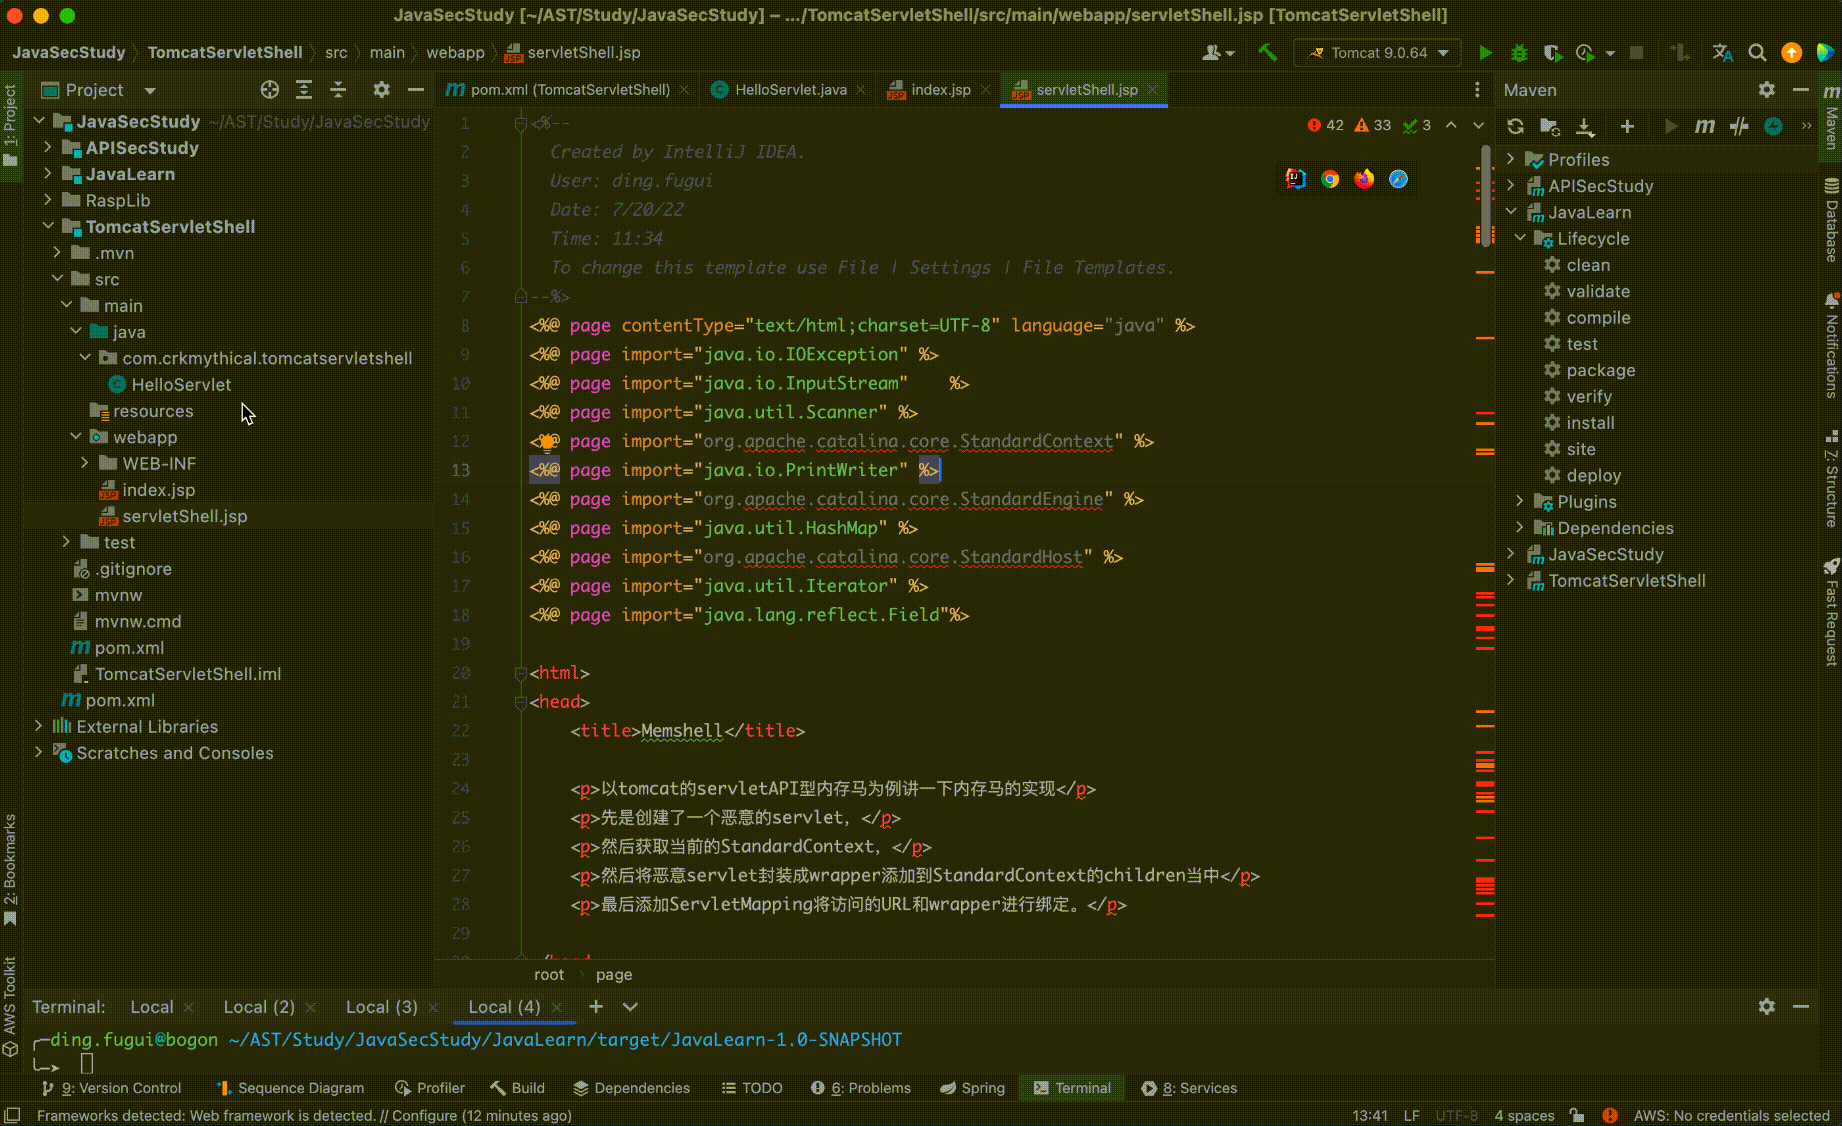 JavaSecStudy [~/AST/Study/JavaSecStudy] – .../TomcatServletShell/src/main/webapp/servletShell.jsp [TomcatServletShell]
JavaSecStudy TomcatServletShell src main webapp servletShell.jsp
Tomcat 9.0.64
Project
pom.xml (TomcatServletShell) HelloServlet.java index.jsp servletShell.jsp
Maven
1: Project
JavaSecStudy ~/AST/Study/JavaSecStudy
APISecStudy
JavaLearn
RaspLib
TomcatServletShell
.mvn
src
main
java
com.crkmythical.tomcatservletshell
HelloServlet
resources
webapp
WEB-INF
index.jsp
servletShell.jsp
test
.gitignore
mvnw
mvnw.cmd
pom.xml
TomcatServletShell.iml
pom.xml
External Libraries
Scratches and Consoles
2: Bookmarks
AWS Toolkit
42 33 3
1 <%--
2 Created by IntelliJ IDEA.
3 User: ding.fugui
4 Date: 7/20/22
5 Time: 11:34
6 To change this template use File | Settings | File Templates.
7 --%>
8 <%@ page contentType="text/html;charset=UTF-8" language="java" %>
9 <%@ page import="java.io.IOException" %>
10 <%@ page import="java.io.InputStream" %>
11 <%@ page import="java.util.Scanner" %>
12 <%@ page import="org.apache.catalina.core.StandardContext" %>
13 <%@ page import="java.io.PrintWriter" %>
14 <%@ page import="org.apache.catalina.core.StandardEngine" %>
15 <%@ page import="java.util.HashMap" %>
16 <%@ page import="org.apache.catalina.core.StandardHost" %>
17 <%@ page import="java.util.Iterator" %>
18 <%@ page import="java.lang.reflect.Field"%>
19
20 <html>
21 <head>
22 <title>Memshell</title>
23
24 <p>以tomcat的servletAPI型内存马为例讲一下内存马的实现</p>
25 <p>先是创建了一个恶意的servlet，</p>
26 <p>然后获取当前的StandardContext，</p>
27 <p>然后将恶意servlet封装成wrapper添加到StandardContext的children当中</p>
28 <p>最后添加ServletMapping将访问的URL和wrapper进行绑定。</p>
29
root page
Profiles
APISecStudy
JavaLearn
Lifecycle
clean
validate
compile
test
package
verify
install
site
deploy
Plugins
Dependencies
JavaSecStudy
TomcatServletShell
Maven
Database
Notifications
Z: Structure
Fast Request
Terminal: Local Local (2) Local (3) Local (4)
ding.fugui@bogon ~/AST/Study/JavaSecStudy/JavaLearn/target/JavaLearn-1.0-SNAPSHOT
9: Version Control Sequence Diagram Profiler Build Dependencies TODO 6: Problems Spring Terminal 8: Services
Frameworks detected: Web framework is detected. // Configure (12 minutes ago) 13:41 LF UTF-8 4 spaces AWS: No credentials selected